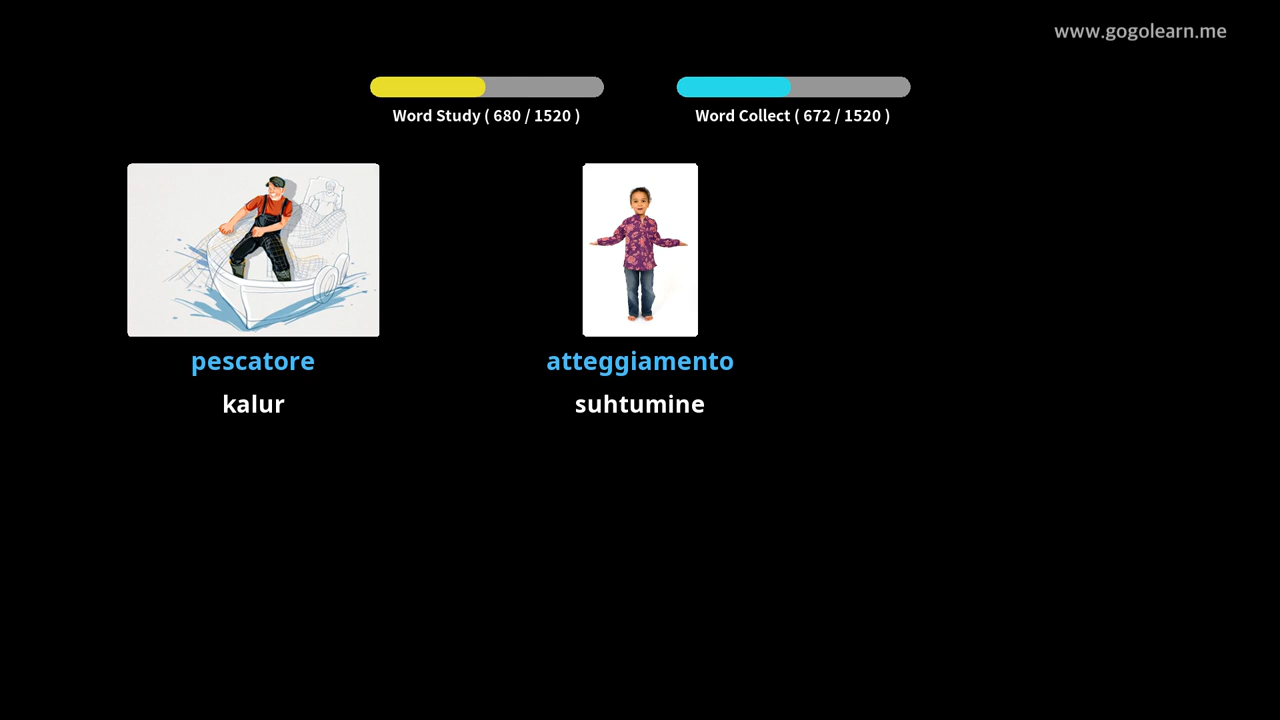 www.gogolearn.me
Word Study ( 680 / 1520 )
Word Collect ( 672 / 1520 )
pescatore
kalur
atteggiamento
suhtumine